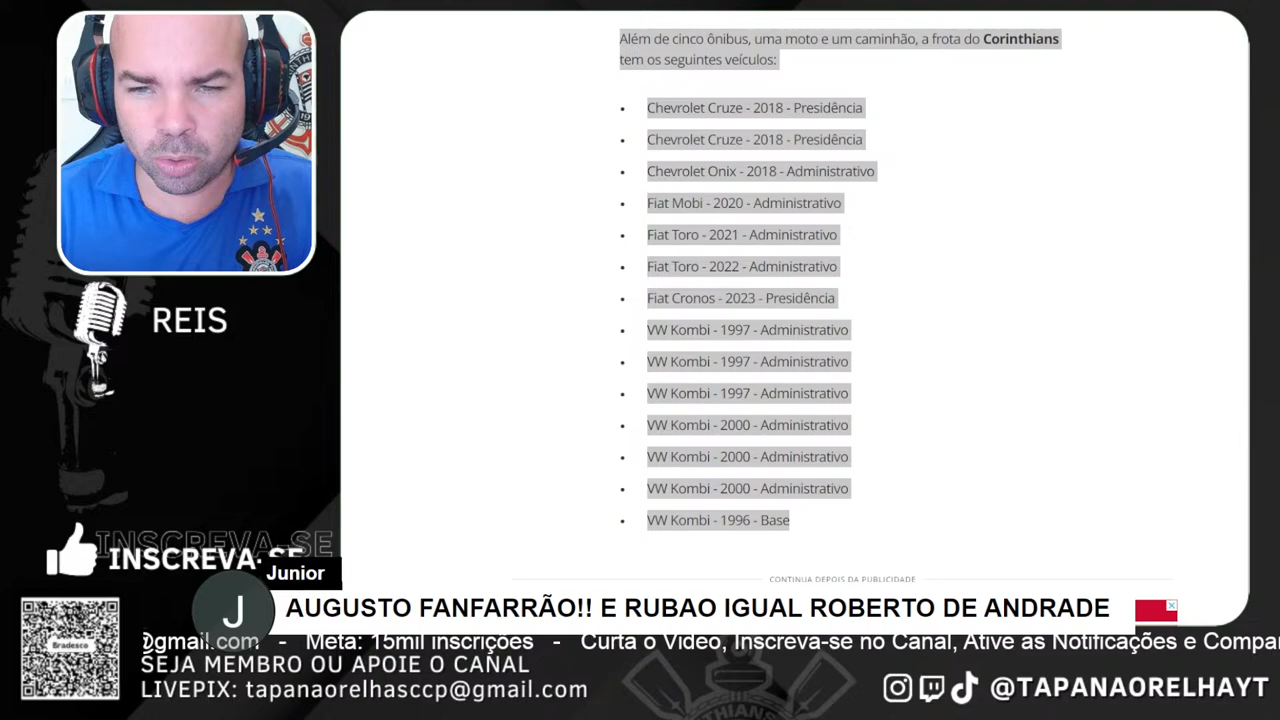 Além de cinco ônibus, uma moto e um caminhão, a frota do Corinthians
tem os seguintes veículos:
• Chevrolet Cruze - 2018 - Presidência
• Chevrolet Cruze - 2018 - Presidência
• Chevrolet Onix - 2018 - Administrativo
• Fiat Mobi - 2020 - Administrativo
• Fiat Toro - 2021 - Administrativo
• Fiat Toro - 2022 - Administrativo
• Fiat Cronos - 2023 - Presidência
• VW Kombi - 1997 - Administrativo
• VW Kombi - 1997 - Administrativo
• VW Kombi - 1997 - Administrativo
• VW Kombi - 2000 - Administrativo
• VW Kombi - 2000 - Administrativo
• VW Kombi - 2000 - Administrativo
• VW Kombi - 1996 - Base
CONTINUA DEPOIS DA PUBLICIDADE
REIS
INSCREVA-SE
INSCREVA-SE
Junior
J
AUGUSTO FANFARRÃO!! E RUBAO IGUAL ROBERTO DE ANDRADE
Bradesco
@gmail.com - Meta: 15mil Inscrições - Curta o Vídeo, Inscreva-se no Canal, Ative as Notificações e Compar
SEJA MEMBRO OU APOIE O CANAL
LIVEPIX: tapanaorelhasccp@gmail.com
@TAPANAORELHAYT